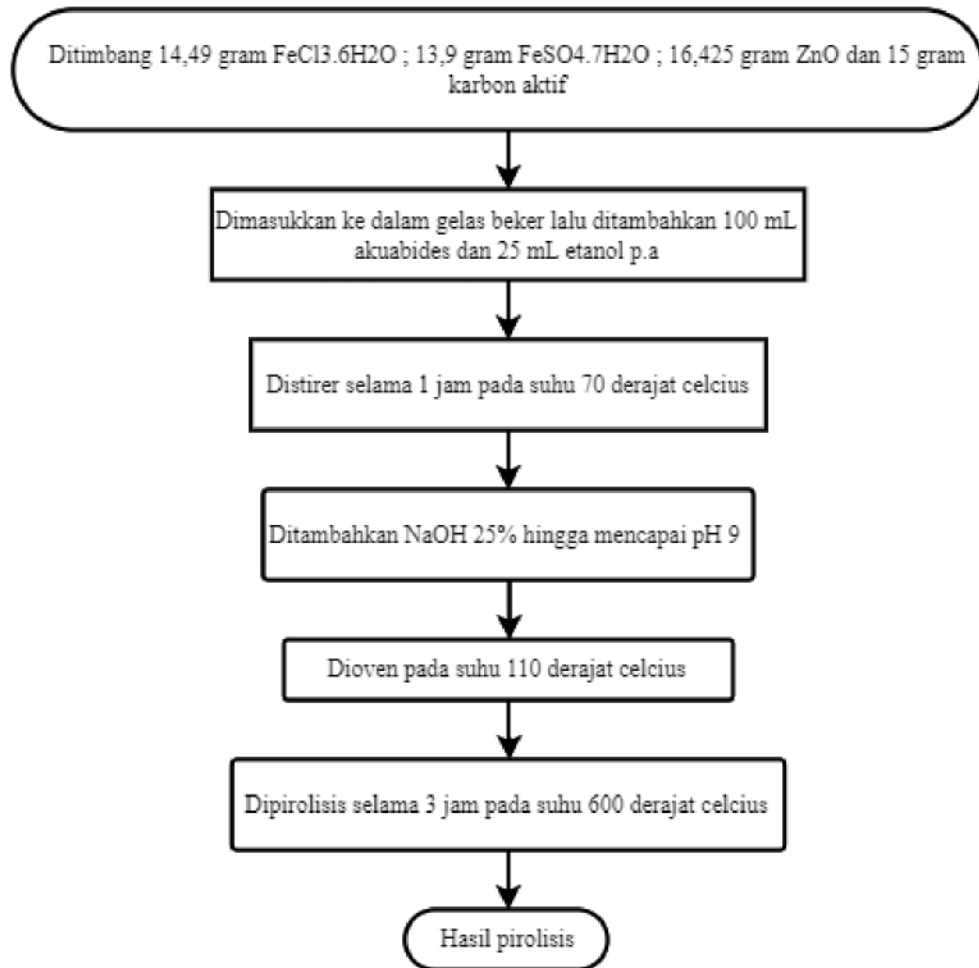 Ditimbang 14,49 gram FeCl3.6H2O ; 13,9 gram FeSO4.7H2O ; 16,425 gram ZnO dan 15 gram
karbon aktif
Dimasukkan ke dalam gelas beker lalu ditambahkan 100 mL
akuabides dan 25 mL etanol p.a
Distirer selama 1 jam pada suhu 70 derajat celcius
Ditambahkan NaOH 25% hingga mencapai pH 9
Dioven pada suhu 110 derajat celcius
Dipirolisis selama 3 jam pada suhu 600 derajat celcius
Hasil pirolisis